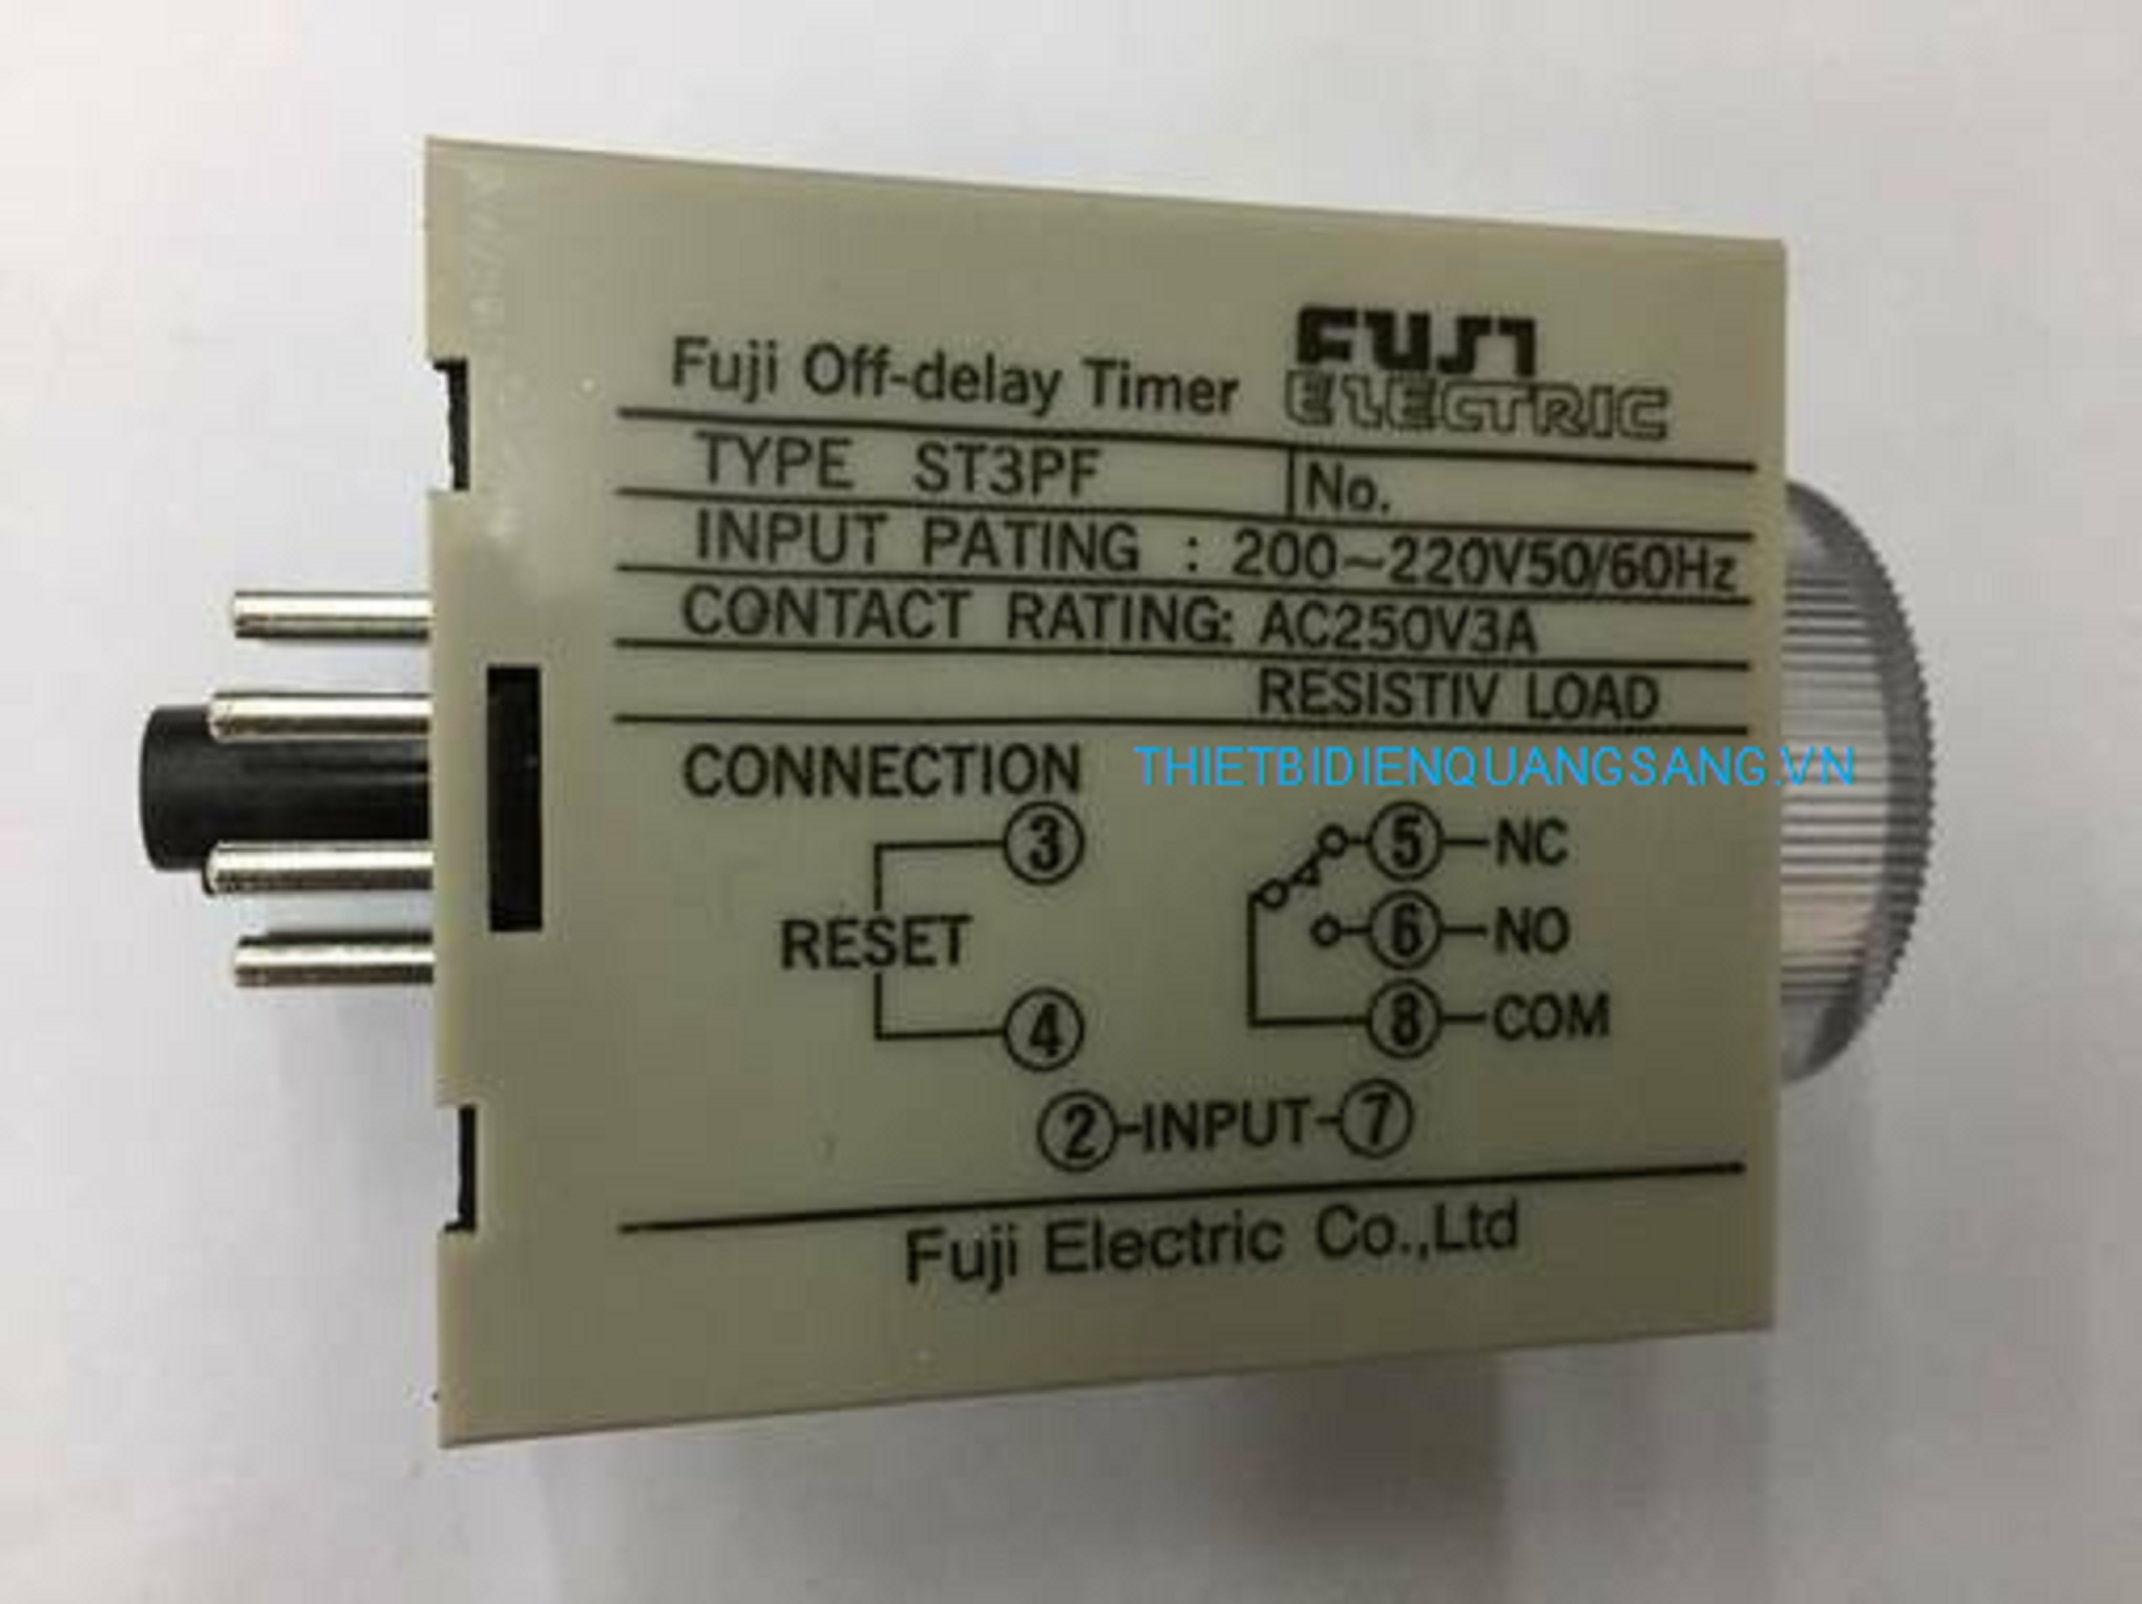 Fuji Off-delay Timer FUJI ELECTRIC
TYPE ST3PF No.
INPUT PATING : 200~220V50/60Hz
CONTACT RATING: AC250V3A
RESISTIV LOAD
CONNECTION
THIETBIDIENQUANGSANG.VN
3 5 NC
RESET 6 NO
4 8 COM
2-INPUT-7
Fuji Electric Co.,Ltd